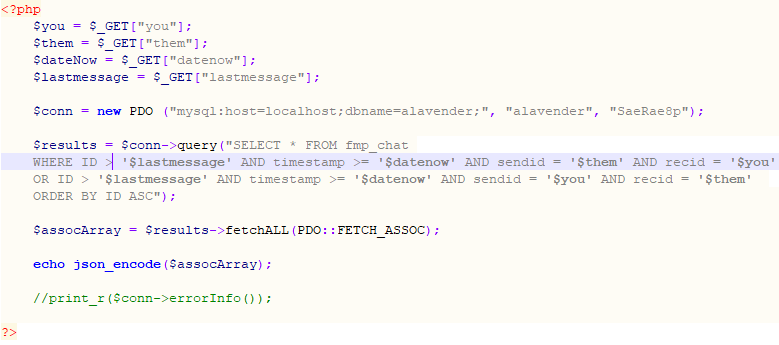 <?php
$you = $_GET["you"];
$them = $_GET["them"];
$dateNow = $_GET["datenow"];
$lastmessage = $_GET["lastmessage"];
$conn = new PDO ("mysql:host=localhost;dbname=alavender;", "alavender", "SaeRae8p");
$results = $conn->query("SELECT * FROM fmp_chat
WHERE ID > '$lastmessage' AND timestamp >= '$datenow' AND sendid = '$them' AND recid = '$you'
OR ID > '$lastmessage' AND timestamp >= '$datenow' AND sendid = '$you' AND recid = '$them'
ORDER BY ID ASC");
$assocArray = $results->fetchALL(PDO::FETCH_ASSOC);
echo json_encode($assocArray);
//print_r($conn->errorInfo());
?>